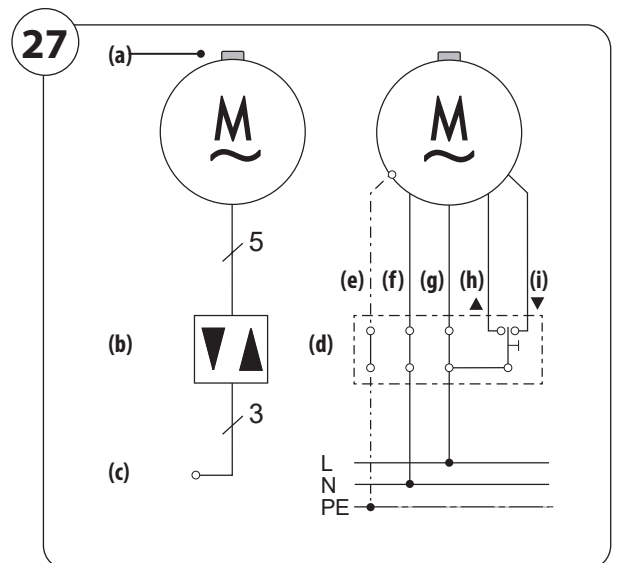 27
(a)
M
M
5
(e) (f) (g) (h) (i)
▲ ▼
(b)
▼▲
(d)
3
(c)
L
N
PE